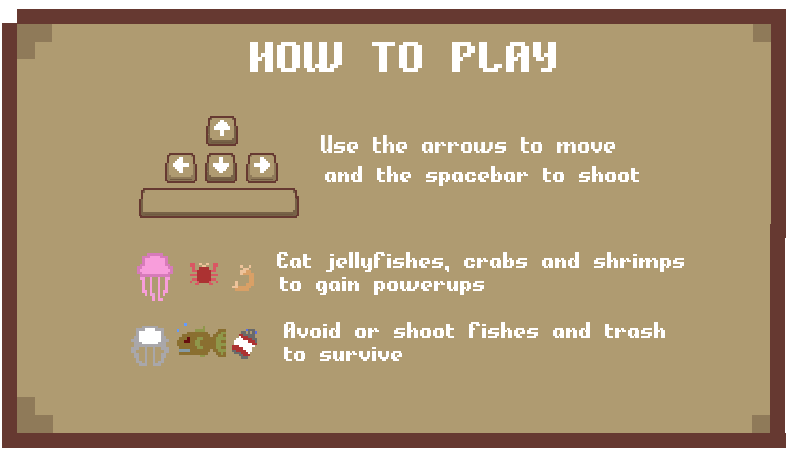 HOW TO PLAY
Use the arrows to move
and the spacebar to shoot
Eat jellyfishes, crabs and shrimps
to gain powerups
Avoid or shoot fishes and trash
to survive